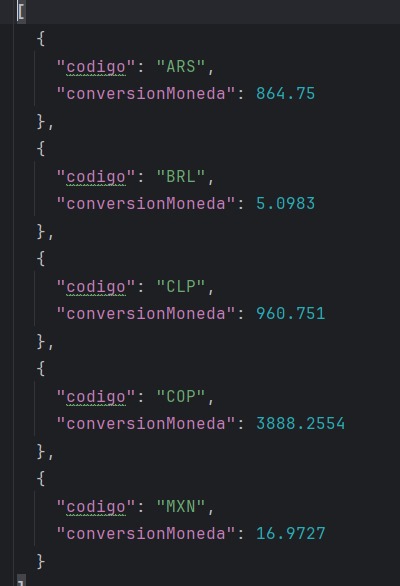 [
{
"codigo": "ARS",
"conversionMoneda": 864.75
},
{
"codigo": "BRL",
"conversionMoneda": 5.0983
},
{
"codigo": "CLP",
"conversionMoneda": 960.751
},
{
"codigo": "COP",
"conversionMoneda": 3888.2554
},
{
"codigo": "MXN",
"conversionMoneda": 16.9727
}
]